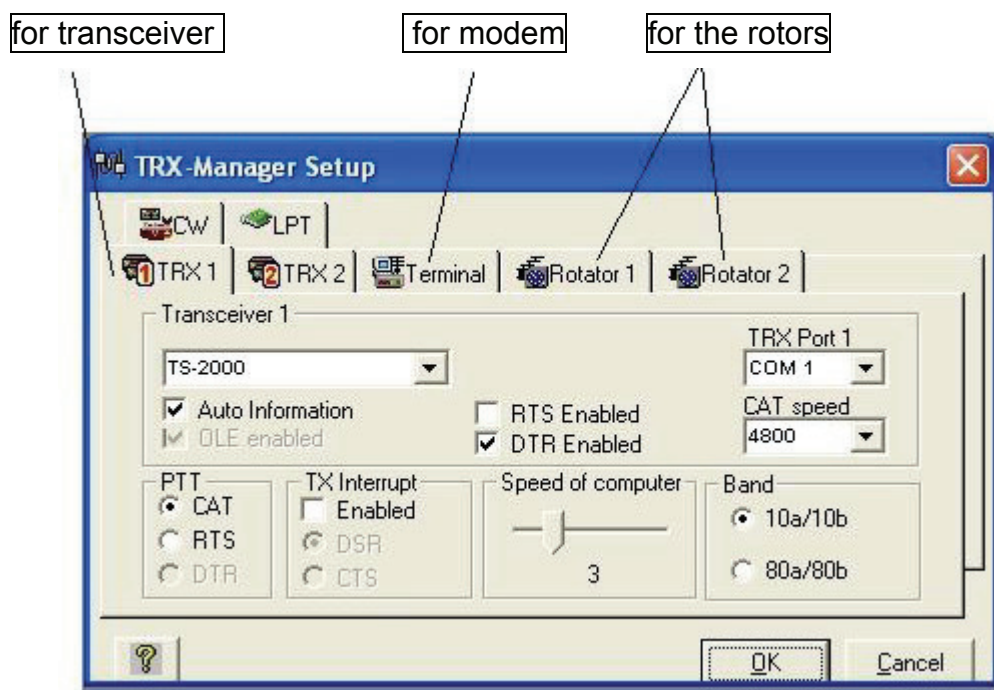 for transceiver for modem for the rotors
TRX-Manager Setup
CW LPT
1 TRX 1 2 TRX 2 Terminal Rotator 1 Rotator 2
Transceiver 1
TRX Port 1
TS-2000 COM 1
Auto Information RTS Enabled CAT speed
OLE enabled DTR Enabled 4800
PTT TX Interrupt Speed of computer Band
CAT Enabled 10a/10b
RTS DSR
DTR CTS 3 80a/80b
? OK Cancel